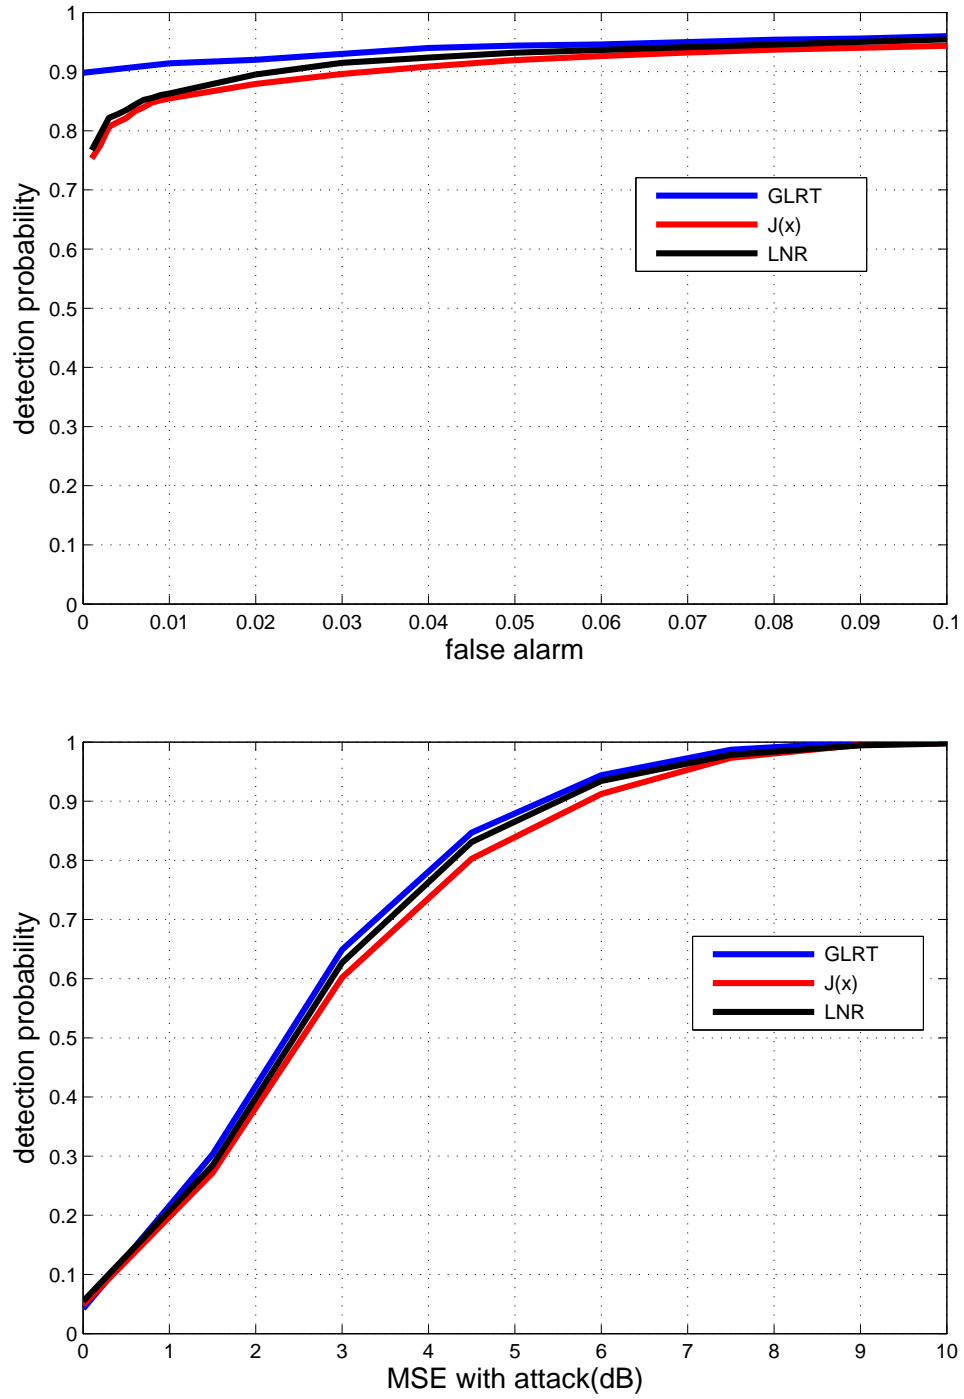 1
0.9
0.8
0.7
0.6
0.5
0.4
0.3
0.2
0.1
0
detection probability
GLRT
J(x)
LNR
0 0.01 0.02 0.03 0.04 0.05 0.06 0.07 0.08 0.09 0.1
false alarm
1
0.9
0.8
0.7
0.6
0.5
0.4
0.3
0.2
0.1
0
detection probability
GLRT
J(x)
LNR
0 1 2 3 4 5 6 7 8 9 10
MSE with attack(dB)